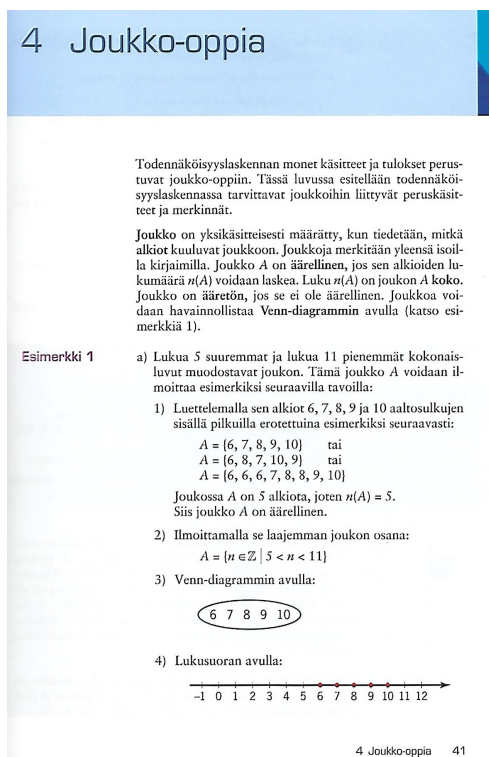 4 Joukko-oppia
Todennäköisyyslaskennan monet käsitteet ja tulokset perus-
tuvat joukko-oppiin. Tässä luvussa esitellään todennäköi-
syyslaskennassa tarvittavat joukkoihin liittyvät peruskäsit-
teet ja merkinnät.
Joukko on yksikäsitteisesti määrätty, kun tiedetään, mitkä
alkiot kuuluvat joukkoon. Joukkoja merkitään yleensä isoil-
la kirjaimilla. Joukko A on äärellinen, jos sen alkioiden lu-
kumäärä n(A) voidaan laskea. Luku n(A) on joukon A koko.
Joukko on ääretön, jos se ei ole äärellinen. Joukkoa voi-
daan havainnollistaa Venn-diagrammin avulla (katso esi-
merkkiä 1).
Esimerkki 1
a) Lukua 5 suuremmat ja lukua 11 pienemmät kokonais-
luvut muodostavat joukon. Tämä joukko A voidaan il-
moittaa esimerkiksi seuraavilla tavoilla:
1) Luettelemalla sen alkiot 6, 7, 8, 9 ja 10 aaltosulkujen
sisällä pilkuilla erotettuina esimerkiksi seuraavasti:
A = {6, 7, 8, 9, 10} tai
A = {6, 8, 7, 10, 9} tai
A = {6, 6, 6, 7, 8, 8, 9, 10}
Joukossa A on 5 alkiota, joten n(A) = 5.
Siis joukko A on äärellinen.
2) Ilmoittamalla se laajemman joukon osana:
A = {n ∈ ℤ | 5 < n < 11}
3) Venn-diagrammin avulla:
6 7 8 9 10
4) Lukusuoran avulla:
-1 0 1 2 3 4 5 6 7 8 9 10 11 12
4 Joukko-oppia 41